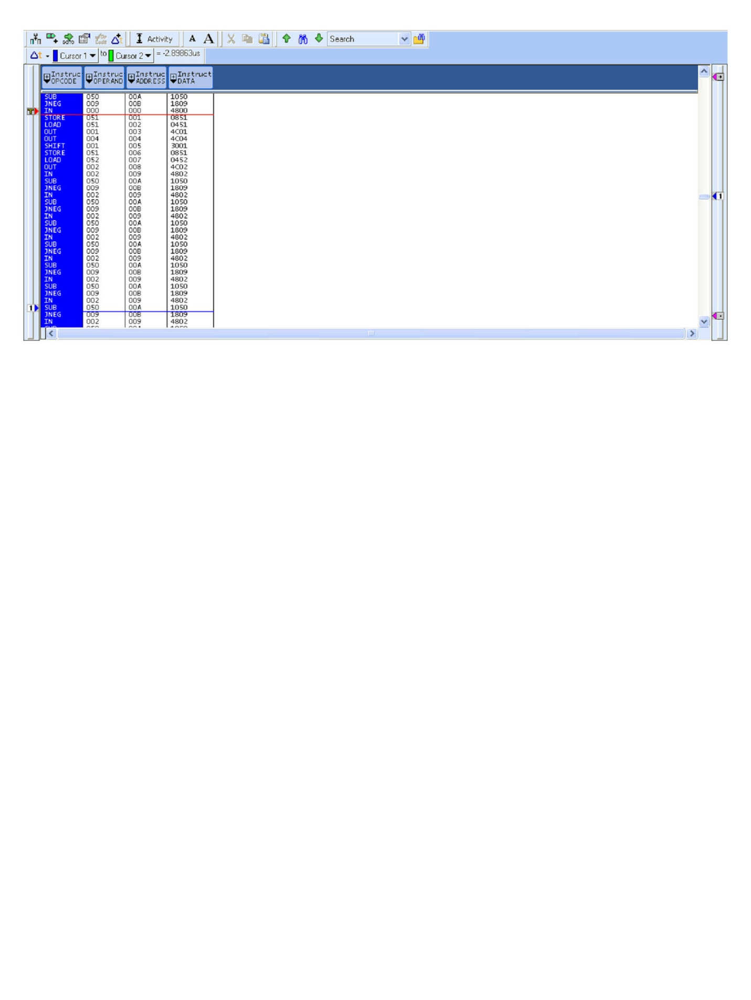 GOTO Op Code Δt Activity A A Search
Δt Cursor 1 to Cursor 2 = -2.89863us
Instruc OPCODE Instruc OPERAND Instruc ADDRESS Instruct DATA
SUB 050 00A 1050
JNEG 009 00B 1809
T IN 000 000 4800
STORE 051 001 0851
LOAD 051 002 0451
OUT 001 003 4C01
OUT 004 004 4C04
SHIFT 001 005 3001
STORE 051 006 0851
LOAD 052 007 0452
OUT 002 008 4C02
IN 002 009 4802
SUB 050 00A 1050
JNEG 009 00B 1809
IN 002 009 4802 1
SUB 050 00A 1050
JNEG 009 00B 1809
IN 002 009 4802
SUB 050 00A 1050
JNEG 009 00B 1809
IN 002 009 4802
SUB 050 00A 1050
JNEG 009 00B 1809
IN 002 009 4802
SUB 050 00A 1050
JNEG 009 00B 1809
IN 002 009 4802
SUB 050 00A 1050
JNEG 009 00B 1809
IN 002 009 4802
1 SUB 050 00A 1050
JNEG 009 00B 1809
IN 002 009 4802